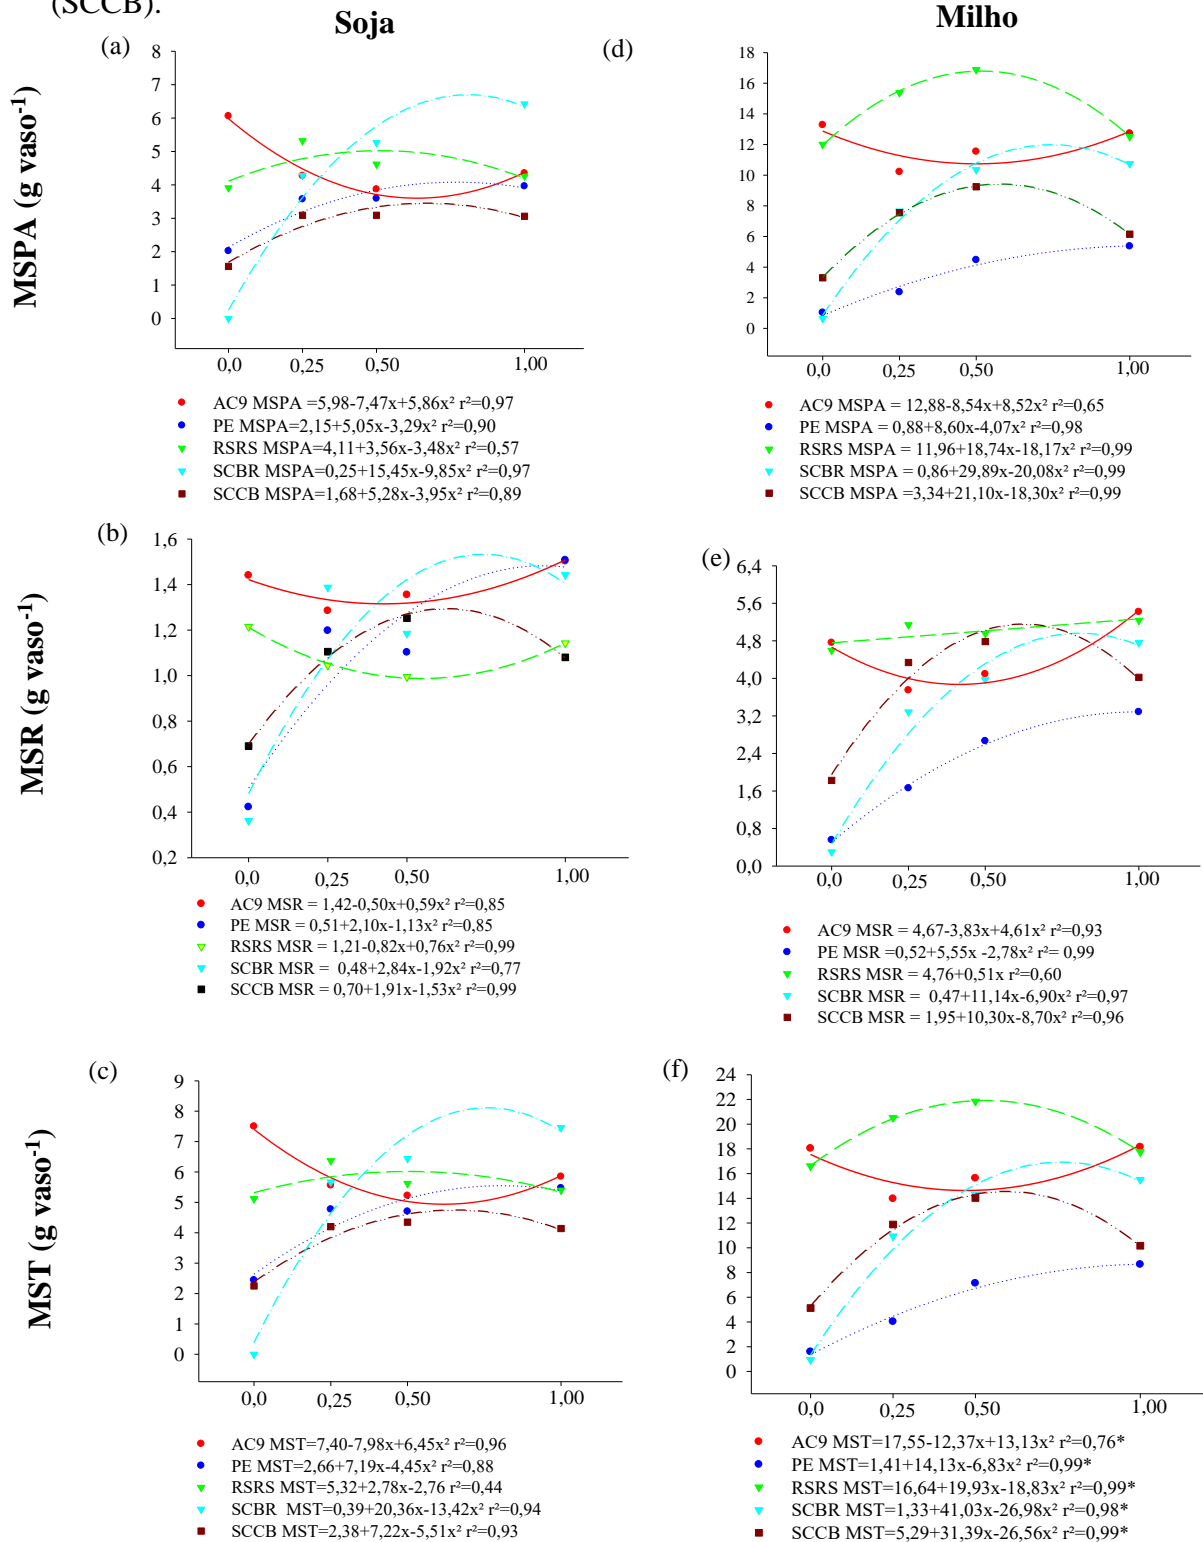 (SCCB).
Soja
Milho
(a)
MSPA (g vaso⁻¹)
8
7
6
5
4
3
2
1
0
0,0
0,25
0,50
1,00
AC9 MSPA =5,98-7,47x+5,86x² r²=0,97
PE MSPA=2,15+5,05x-3,29x² r²=0,90
RSRS MSPA=4,11+3,56x-3,48x² r²=0,57
SCBR MSPA=0,25+15,45x-9,85x² r²=0,97
SCCB MSPA=1,68+5,28x-3,95x² r²=0,89
(d)
18
16
14
12
10
8
6
4
2
0
0,0
0,25
0,50
1,00
AC9 MSPA = 12,88-8,54x+8,52x² r²=0,65
PE MSPA = 0,88+8,60x-4,07x² r²=0,98
RSRS MSPA = 11,96+18,74x-18,17x² r²=0,99
SCBR MSPA = 0,86+29,89x-20,08x² r²=0,99
SCCB MSPA =3,34+21,10x-18,30x² r²=0,99
(b)
MSR (g vaso⁻¹)
1,6
1,4
1,2
1,0
0,8
0,6
0,4
0,2
0,0
0,25
0,50
1,00
AC9 MSR = 1,42-0,50x+0,59x² r²=0,85
PE MSR = 0,51+2,10x-1,13x² r²=0,85
RSRS MSR = 1,21-0,82x+0,76x² r²=0,99
SCBR MSR = 0,48+2,84x-1,92x² r²=0,77
SCCB MSR = 0,70+1,91x-1,53x² r²=0,99
(e)
6,4
5,6
4,8
4,0
3,2
2,4
1,6
0,8
0,0
0,0
0,25
0,50
1,00
AC9 MSR = 4,67-3,83x+4,61x² r²= 0,93
PE MSR =0,52+5,55x -2,78x² r²= 0,99
RSRS MSR = 4,76+0,51x r²=0,60
SCBR MSR = 0,47+11,14x-6,90x² r²=0,97
SCCB MSR = 1,95+10,30x-8,70x² r²=0,96
(c)
MST (g vaso⁻¹)
9
8
7
6
5
4
3
2
1
0
0,0
0,25
0,50
1,00
AC9 MST=7,40-7,98x+6,45x² r²=0,96
PE MST=2,66+7,19x-4,45x² r²=0,88
RSRS MST=5,32+2,78x-2,76 r²=0,44
SCBR MST=0,39+20,36x-13,42x² r²=0,94
SCCB MST=2,38+7,22x-5,51x² r²=0,93
(f)
24
22
20
18
16
14
12
10
8
6
4
2
0
0,0
0,25
0,50
1,00
AC9 MST=17,55-12,37x+13,13x² r²=0,76*
PE MST=1,41+14,13x-6,83x² r²=0,99*
RSRS MST=16,64+19,93x-18,83x² r²=0,99*
SCBR MST=1,33+41,03x-26,98x² r²=0,98*
SCCB MST=5,29+31,39x-26,56x² r²=0,99*